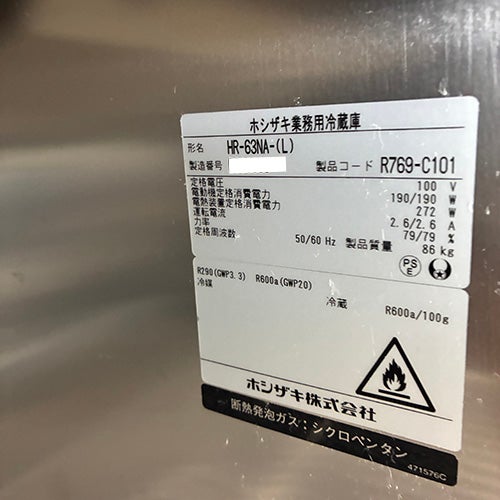 ホシザキ業務用冷蔵庫
形名 HR-63NA-(L)
製造番号 製品コード R769-C101
定格電圧 100 V
電動機定格消費電力 190/190 W
電熱装置定格消費電力 272 W
運転電流 2.6/2.6 A
力率 79/79 %
定格周波数 50/60 Hz 製品質量 86 kg
PS
E
R290(GWP3.3) R600a(GWP20)
冷媒 冷蔵 R600a/100g
ホシザキ株式会社
断熱発泡ガス:シクロペンタン
471576C